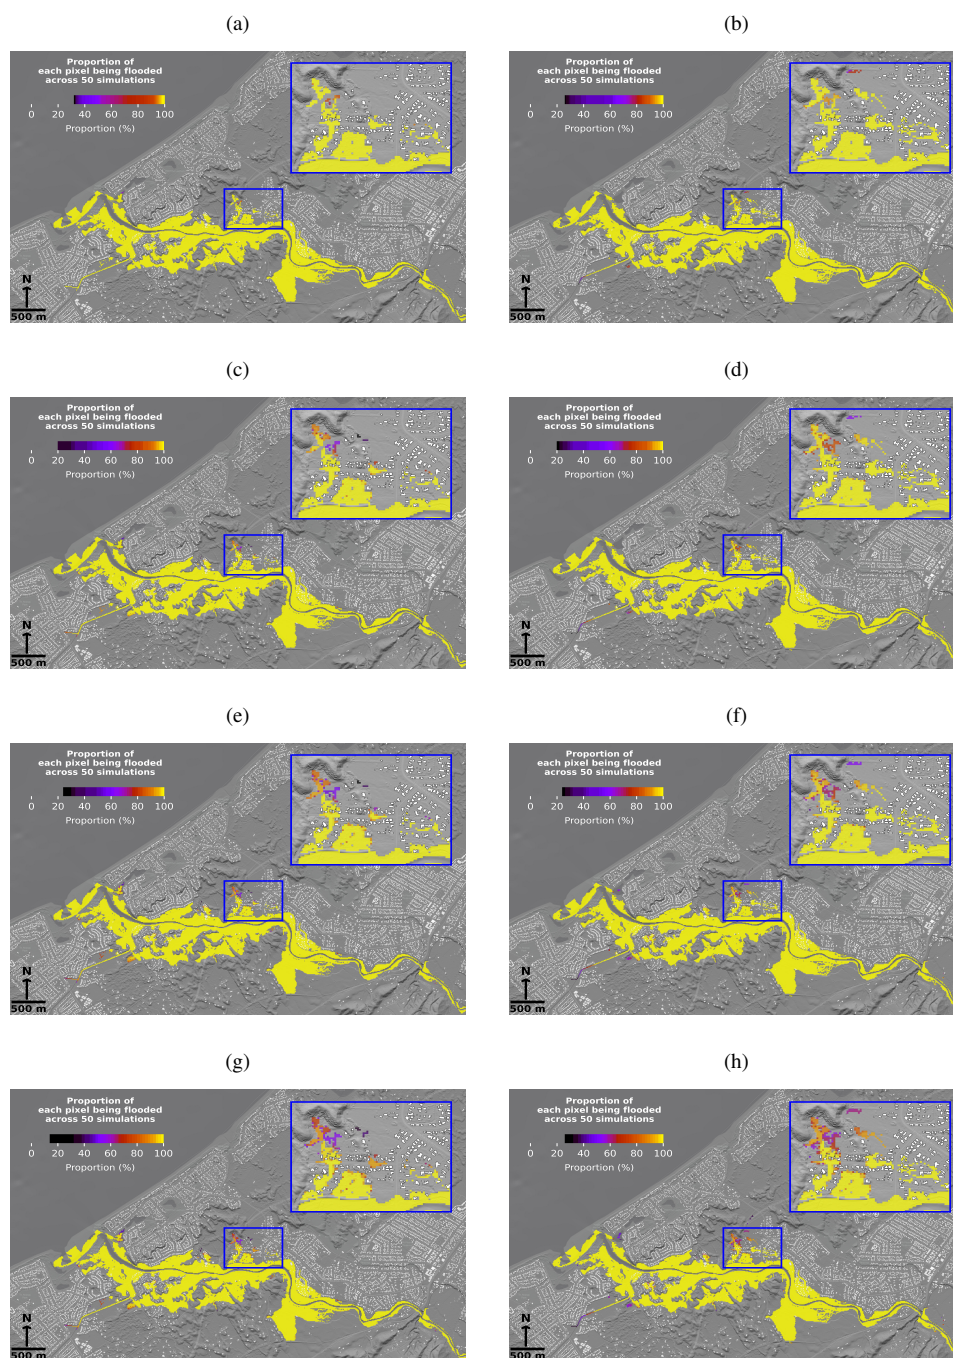 (a)
Proportion of
each pixel being flooded
across 50 simulations
0 20 40 60 80 100
Proportion (%)
N
500 m
(b)
Proportion of
each pixel being flooded
across 50 simulations
0 20 40 60 80 100
Proportion (%)
N
500 m
(c)
Proportion of
each pixel being flooded
across 50 simulations
0 20 40 60 80 100
Proportion (%)
N
500 m
(d)
Proportion of
each pixel being flooded
across 50 simulations
0 20 40 60 80 100
Proportion (%)
N
500 m
(e)
Proportion of
each pixel being flooded
across 50 simulations
0 20 40 60 80 100
Proportion (%)
N
500 m
(f)
Proportion of
each pixel being flooded
across 50 simulations
0 20 40 60 80 100
Proportion (%)
N
500 m
(g)
Proportion of
each pixel being flooded
across 50 simulations
0 20 40 60 80 100
Proportion (%)
N
500 m
(h)
Proportion of
each pixel being flooded
across 50 simulations
0 20 40 60 80 100
Proportion (%)
N
500 m